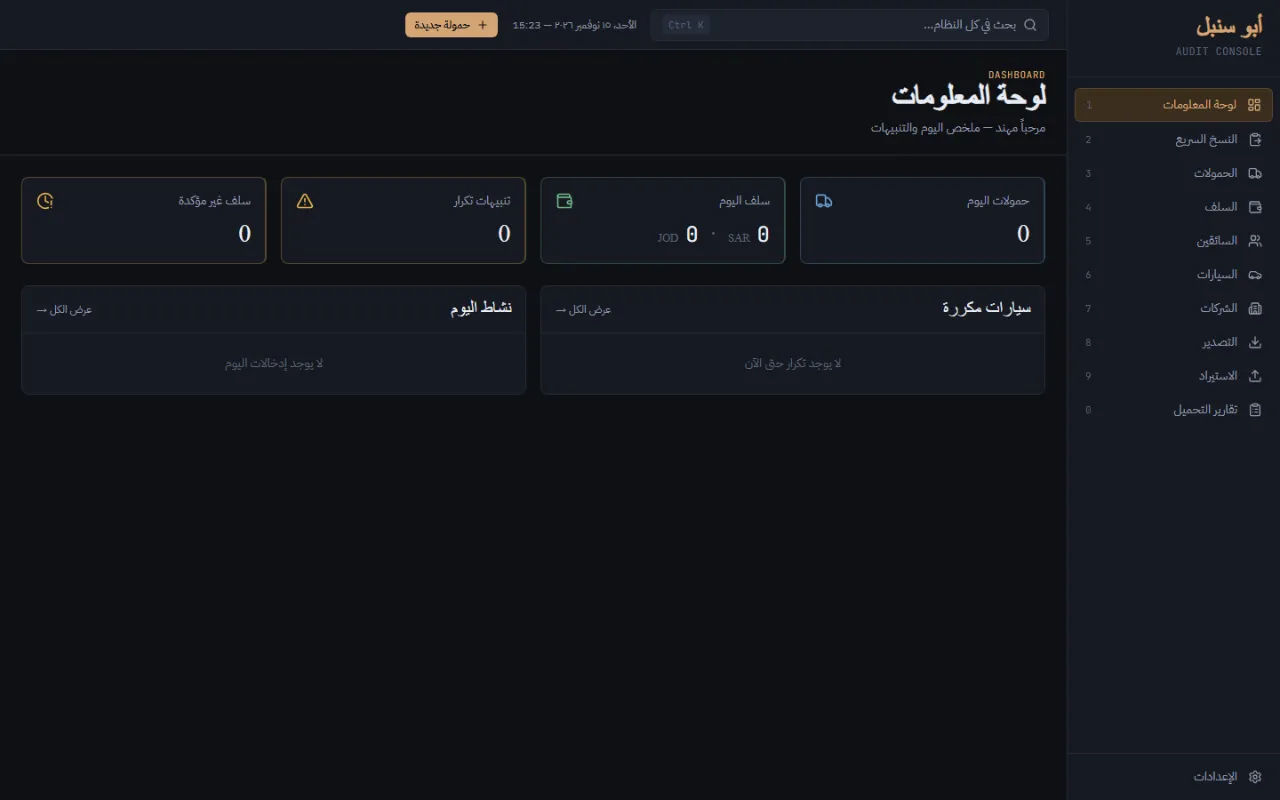 أبو سنبل
AUDIT CONSOLE
لوحة المعلومات 1
النسخ السريع 2
الحمولات 3
السلف 4
السائقين 5
السيارات 6
الشركات 7
التصدير 8
الاستيراد 9
تقارير التحميل 0
الإعدادات
بحث في كل النظام... Ctrl K
الأحد، ١٥ نوفمبر ٢٠٢٦ — 15:23
+ حمولة جديدة
DASHBOARD
لوحة المعلومات
مرحباً مهند — ملخص اليوم والتنبيهات
حمولات اليوم
0
سلف اليوم
0 SAR · 0 JOD
تنبيهات تكرار
0
سلف غير مؤكدة
0
سيارات مكررة
عرض الكل →
لا يوجد تكرار حتى الآن
نشاط اليوم
عرض الكل →
لا يوجد إدخالات اليوم